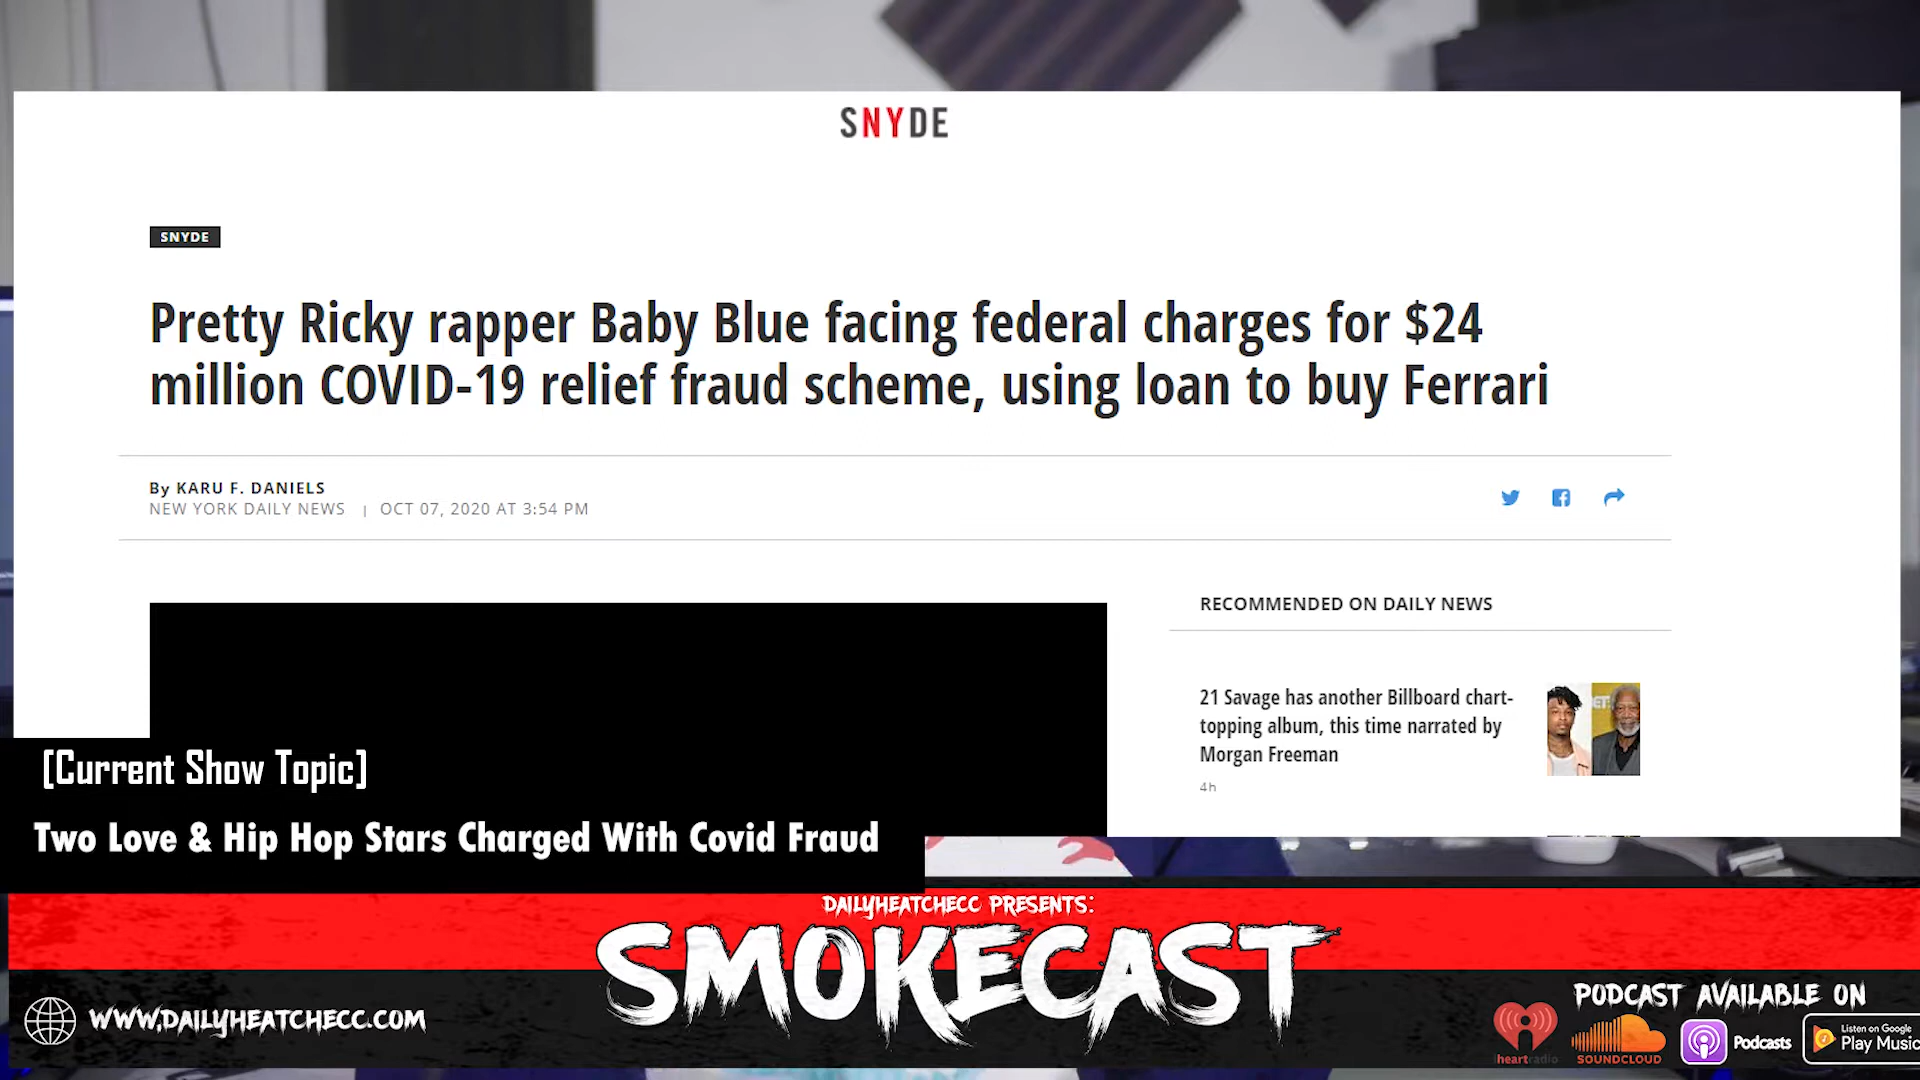 SNYDE
SNYDE
Pretty Ricky rapper Baby Blue facing federal charges for $24
million COVID-19 relief fraud scheme, using loan to buy Ferrari
By KARU F. DANIELS
NEW YORK DAILY NEWS | OCT 07, 2020 AT 3:54 PM
RECOMMENDED ON DAILY NEWS
21 Savage has another Billboard chart-
topping album, this time narrated by
Morgan Freeman
4h
[Current Show Topic]
Two Love & Hip Hop Stars Charged With Covid Fraud
DAILYHEATCHECC PRESENTS:
SMOKECAST
WWW.DAILYHEATCHECC.COM
PODCAST AVAILABLE ON
iheartradio
SOUNDCLOUD
Podcasts
Listen on Google
Play Music